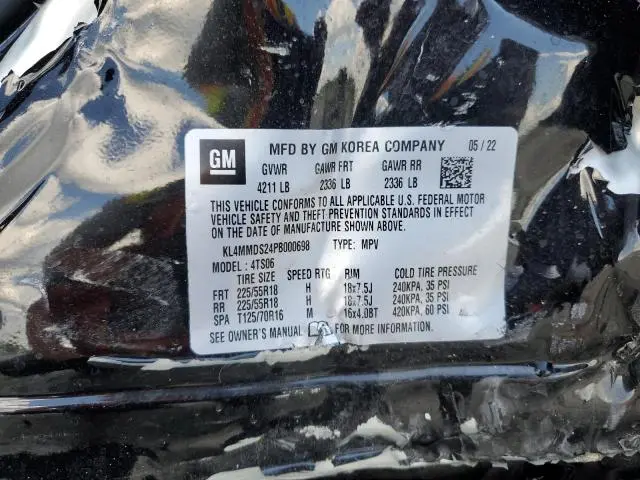 GM MFD BY GM KOREA COMPANY 05/22
GVWR GAWR FRT GAWR RR
4211 LB 2336 LB 2336 LB
THIS VEHICLE CONFORMS TO ALL APPLICABLE U.S. FEDERAL MOTOR
VEHICLE SAFETY AND THEFT PREVENTION STANDARDS IN EFFECT
ON THE DATE OF MANUFACTURE SHOWN ABOVE.
KL4MMDS24PB000698 TYPE: MPV
MODEL: 4TS06
TIRE SIZE SPEED RTG RIM COLD TIRE PRESSURE
FRT 225/55R18 H 18x7.5J 240KPA, 35 PSI
RR 225/55R18 H 18x7.5J 240KPA, 35 PSI
SPA T125/70R16 M 16x4.0BT 420KPA, 60 PSI
SEE OWNER'S MANUAL FOR MORE INFORMATION.